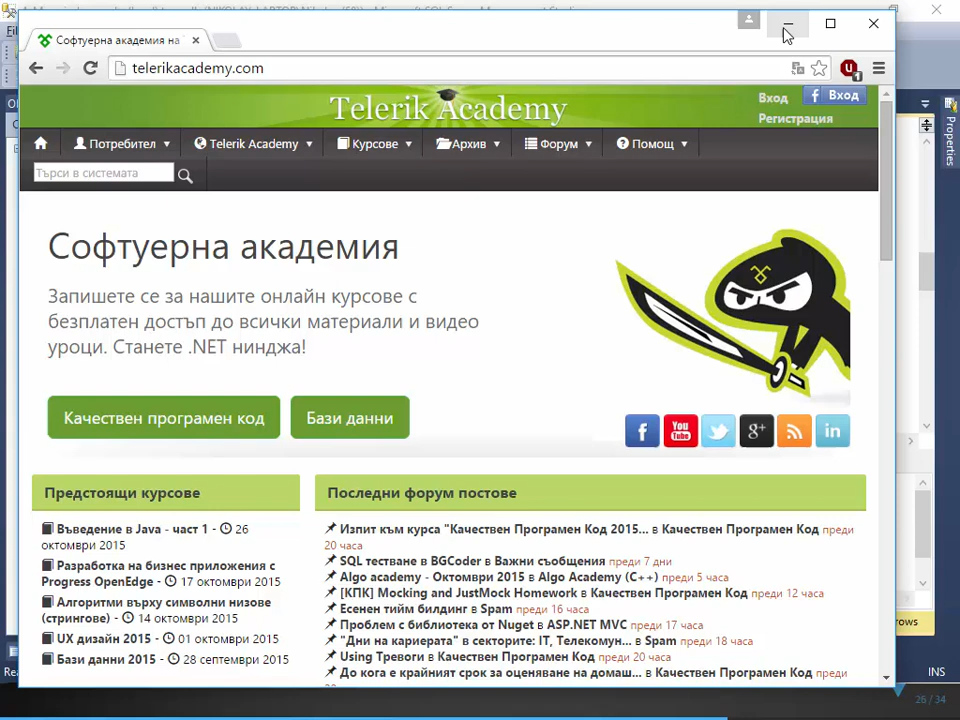 Софтуерна академия на
telerikacademy.com
Telerik Academy
Вход
Вход
Регистрация
Потребител
Telerik Academy
Курсове
Архив
Форум
Помощ
Търси в системата
Софтуерна академия
Запишете се за нашите онлайн курсове с
безплатен достъп до всички материали и видео
уроци. Станете .NET нинджа!
Качествен програмен код
Бази данни
Предстоящи курсове
Въведение в Java - част 1 - 26
октомври 2015
Разработка на бизнес приложения с
Progress OpenEdge - 17 октомври 2015
Алгоритми върху символни низове
(стрингове) - 14 октомври 2015
UX дизайн 2015 - 01 октомври 2015
Бази данни 2015 - 28 септември 2015
Последни форум постове
Изпит към курса "Качествен Програмен Код 2015... в Качествен Програмен Код преди
20 часа
SQL тестване в BGCoder в Важни съобщения преди 7 дни
Algo academy - Октомври 2015 в Algo Academy (C++) преди 5 часа
[КПК] Mocking and JustMock Homework в Качествен Програмен Код преди 12 часа
Есенен тийм билдинг в Spam преди 16 часа
Проблем с библиотека от Nuget в ASP.NET MVC преди 17 часа
"Дни на кариерата" в секторите: IT, Телекомун... в Spam преди 18 часа
Using Тревоги в Качествен Програмен Код преди 20 часа
До кога е крайният срок за оценяване на домаш... в Качествен Програмен Код преди
Properties
rows
INS
26 / 34